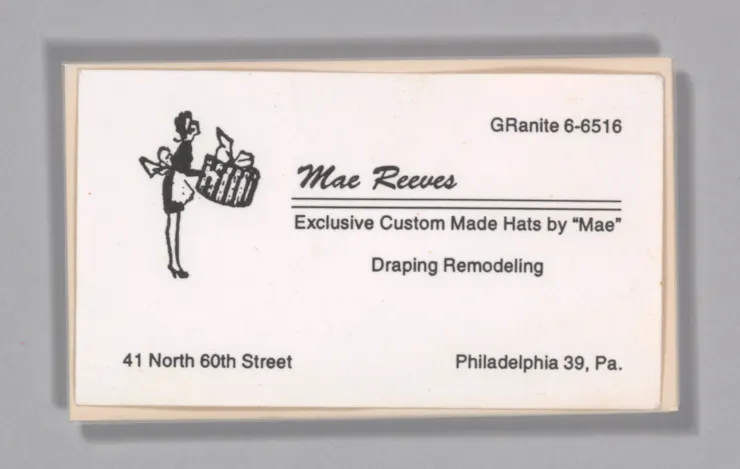 GRanite 6-6516
Mae Reeves
Exclusive Custom Made Hats by “Mae”
Draping Remodeling
41 North 60th Street
Philadelphia 39, Pa.